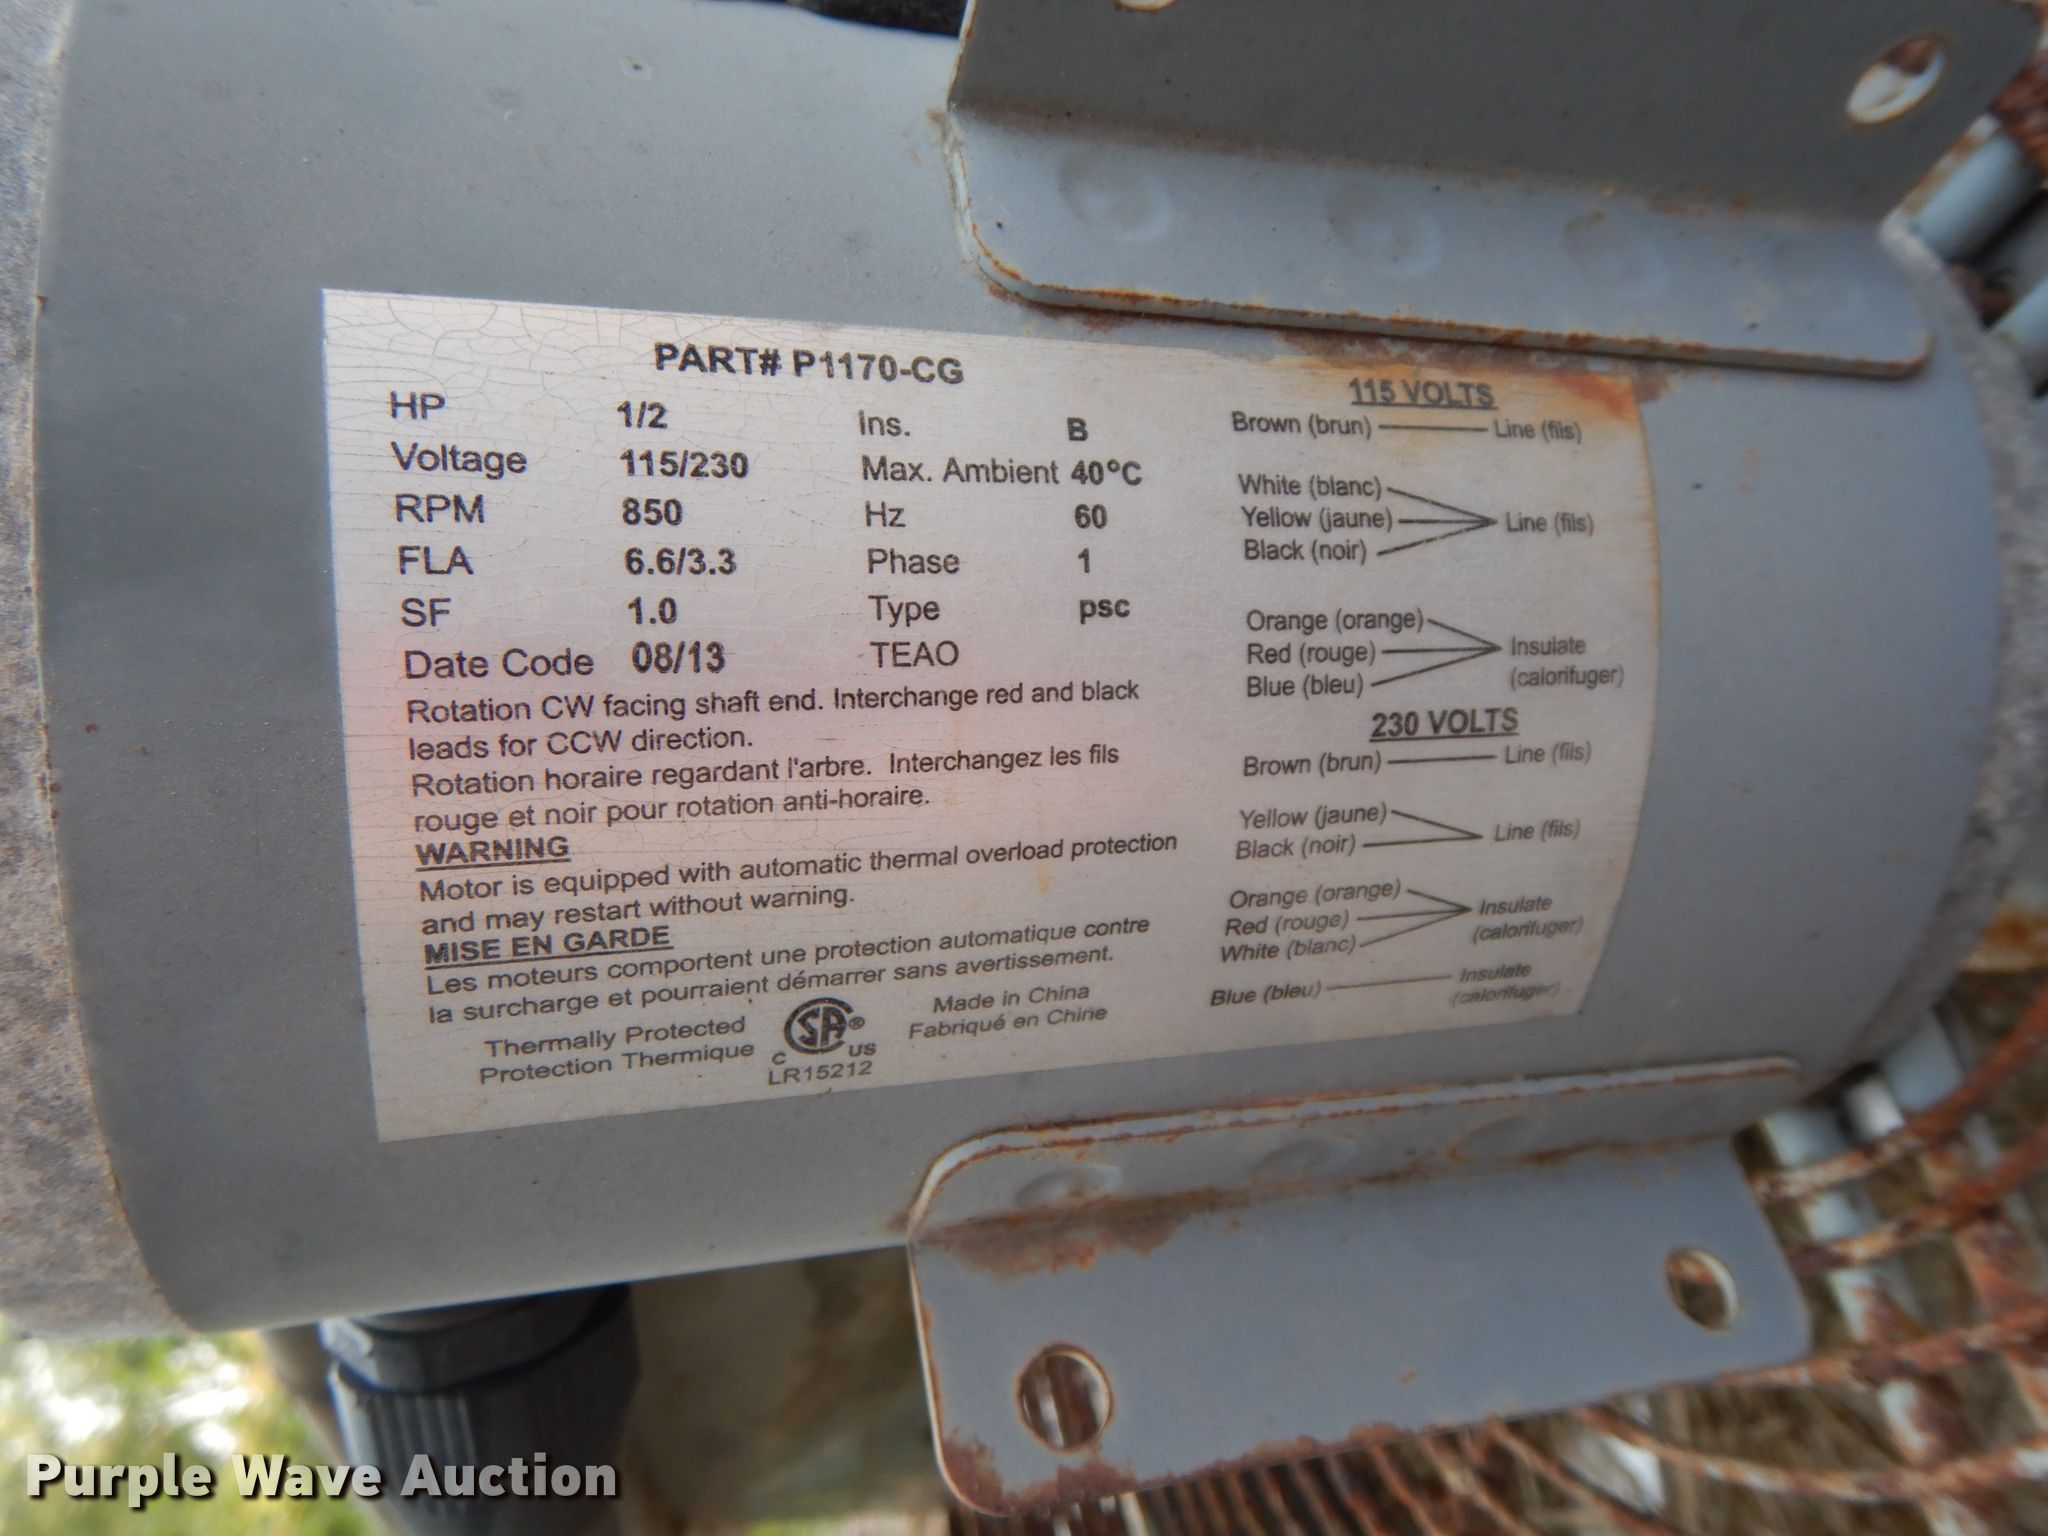 PART# P1170-CG
HP 1/2 Ins. B
Voltage 115/230 Max. Ambient 40°C
RPM 850 Hz 60
FLA 6.6/3.3 Phase 1
SF 1.0 Type psc
Date Code 08/13 TEAO
Rotation CW facing shaft end. Interchange red and black
leads for CCW direction.
Rotation horaire regardant l'arbre. Interchangez les fils
rouge et noir pour rotation anti-horaire.
WARNING
Motor is equipped with automatic thermal overload protection
and may restart without warning.
MISE EN GARDE
Les moteurs comportent une protection automatique contre
la surcharge et pourraient démarrer sans avertissement.
Thermally Protected
Protection Thermique
C SA® US
LR15212
Made in China
Fabriqué en Chine
115 VOLTS
Brown (brun) Line (fils)
White (blanc)
Yellow (jaune) Line (fils)
Black (noir)
Orange (orange)
Red (rouge) Insulate
Blue (bleu) (calorifuger)
230 VOLTS
Brown (brun) Line (fils)
Yellow (jaune)
Black (noir) Line (fils)
Orange (orange)
Red (rouge) Insulate
White (blanc) (calorifuger)
Blue (bleu) Insulate
(calorifuger)
Purple Wave Auction